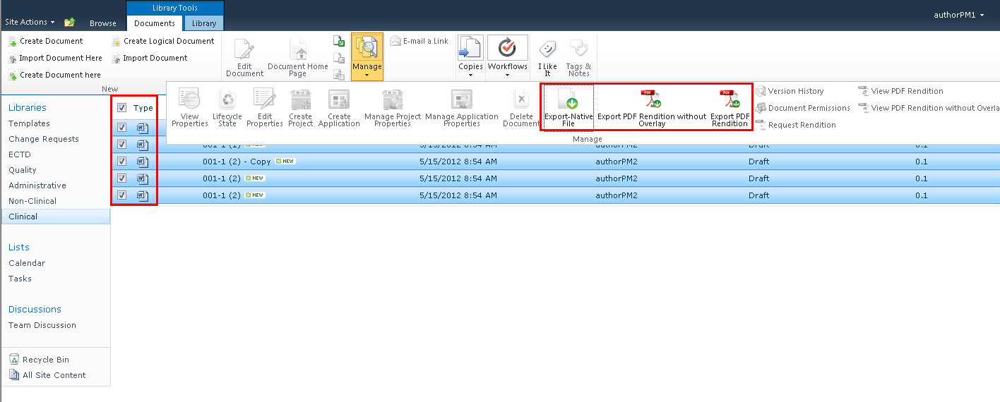 Library Tools
Site Actions
Browse
Documents
Library
authorPM1
Create Document
Create Logical Document
Import Document Here
Import Document
Create Document here
New
Edit
Document
Document Home
Page
Manage
E-mail a Link
Copies
Workflows
I Like
It
Tags &
Notes
View
Properties
Lifecycle
State
Edit
Properties
Create
Project
Create
Application
Manage Project
Properties
Manage Application
Properties
Delete
Document
Export-Native
File
Export PDF Rendition without
Overlay
Export PDF
Rendition
Version History
Document Permissions
Request Rendition
View PDF Rendition
View PDF Rendition without Overla
Manage
Libraries
Templates
Change Requests
ECTD
Quality
Administrative
Non-Clinical
Clinical
Lists
Calendar
Tasks
Discussions
Team Discussion
Recycle Bin
All Site Content
Type
001-1 (1) NEW 5/15/2012 8:54 AM authorPM2 Draft 0.1
001-1 (2) - Copy NEW 5/15/2012 8:54 AM authorPM2 Draft 0.1
001-1 (2) NEW 5/15/2012 8:54 AM authorPM2 Draft 0.1
001-1 (2) NEW 5/15/2012 8:54 AM authorPM2 Draft 0.1